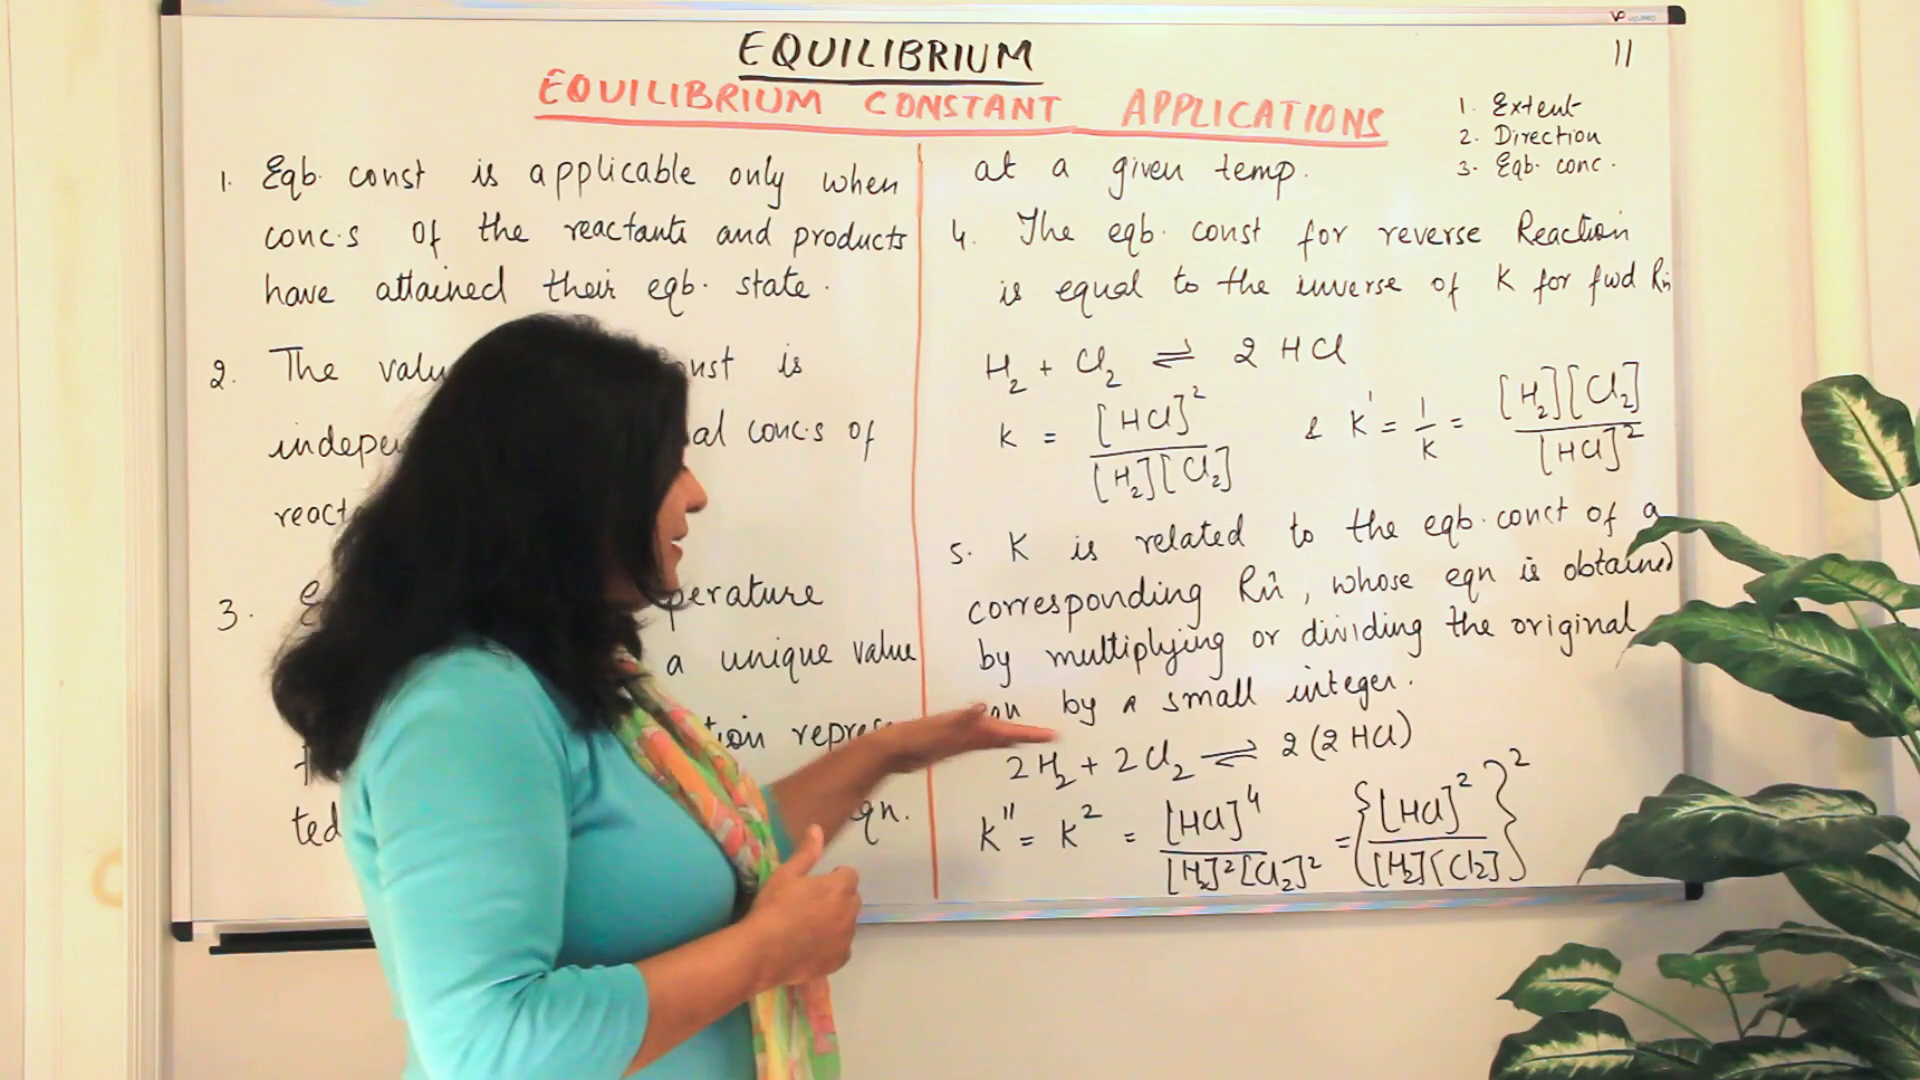 EQUILIBRIUM
11
EQUILIBRIUM CONSTANT APPLICATIONS
1. Extent
2. Direction
3. Eqb. conc.
1. Eqb. const is applicable only when
conc.s of the reactants and products
have attained their eqb. state.
2. The valu nst is
indepe al conc.s of
react
3. perature
a unique value
tion repres
ted qn.
at a given temp.
4. The eqb. const for reverse Reaction
is equal to the inverse of K for fwd Rn
H2 + Cl2 ⇌ 2 HCl
K = [HCl]² / [H2][Cl2] & K' = 1/K = [H2][Cl2] / [HCl]²
5. K is related to the eqb. const of a
corresponding Rn, whose eqn is obtained
by multiplying or dividing the original
eqn by a small integer.
2H2 + 2Cl2 ⇌ 2(2HCl)
K'' = K² = [HCl]⁴ / [H2]²[Cl2]² = {[HCl]² / [H2][Cl2]}²